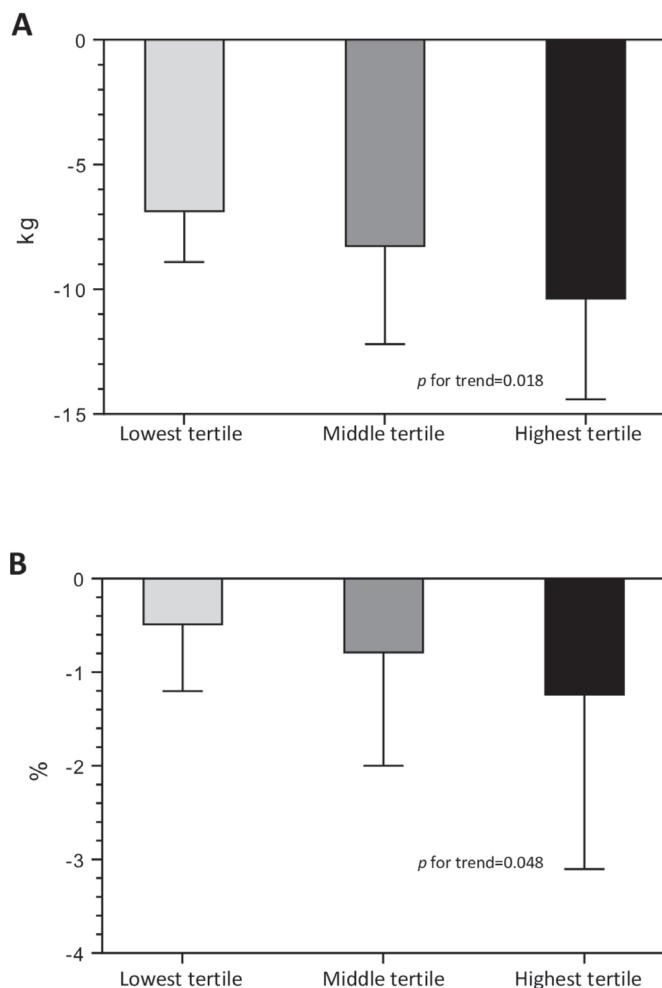 A
0
-5
-10
-15
kg
p for trend=0.018
Lowest tertile Middle tertile Highest tertile
B
0
-1
-2
-3
-4
%
p for trend=0.048
Lowest tertile Middle tertile Highest tertile